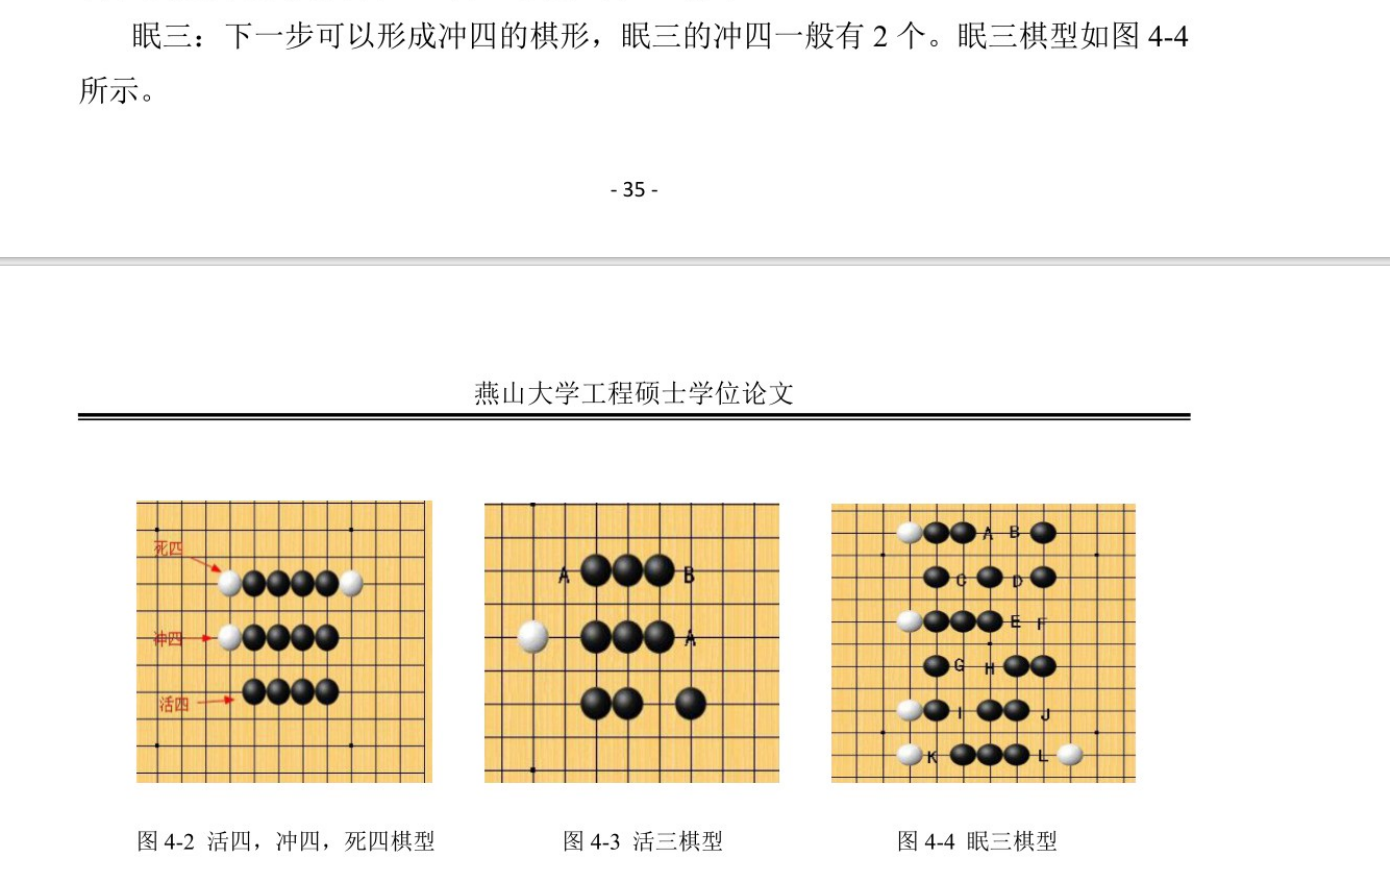 眠三：下一步可以形成冲四的棋形，眠三的冲四一般有 2 个。眠三棋型如图 4-4
所示。
- 35 -
燕山大学工程硕士学位论文
死四
冲四
活四
A B
A
A B
C D
E F
G H
I J
K L
图 4-2 活四，冲四，死四棋型
图 4-3 活三棋型
图 4-4 眠三棋型